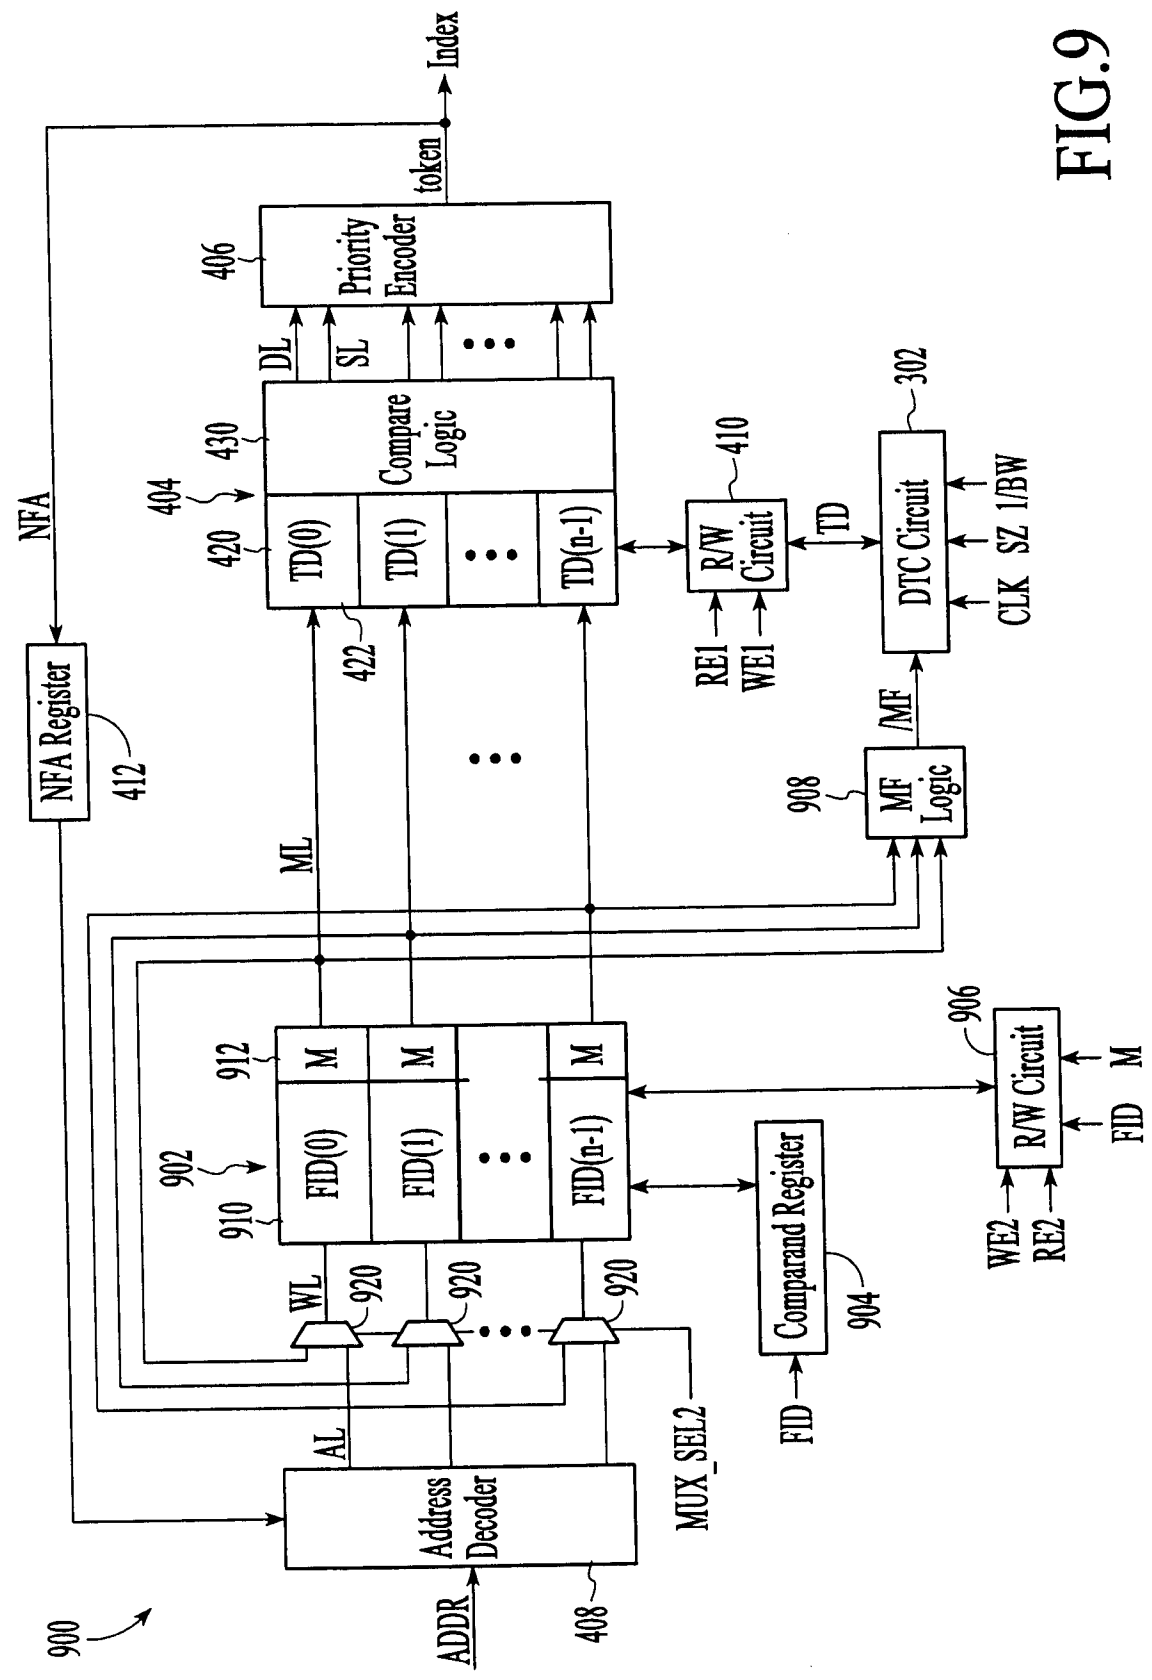 900
ADDR
Address
Decoder
408
AL
MUX_SEL2
WL
920
920
920
902
910
912
FID(0)
M
FID(1)
M
FID(n-1)
M
FID
Comparand Register
904
WE2
RE2
R/W Circuit
906
FID
M
ML
NFA Register
412
NFA
MF
Logic
908
/MF
404
420
422
430
TD(0)
TD(1)
TD(n-1)
Compare
Logic
RE1
WE1
R/W
Circuit
410
TD
DTC Circuit
302
CLK
SZ
1/BW
DL
SL
Priority
Encoder
406
token
Index
FIG.9